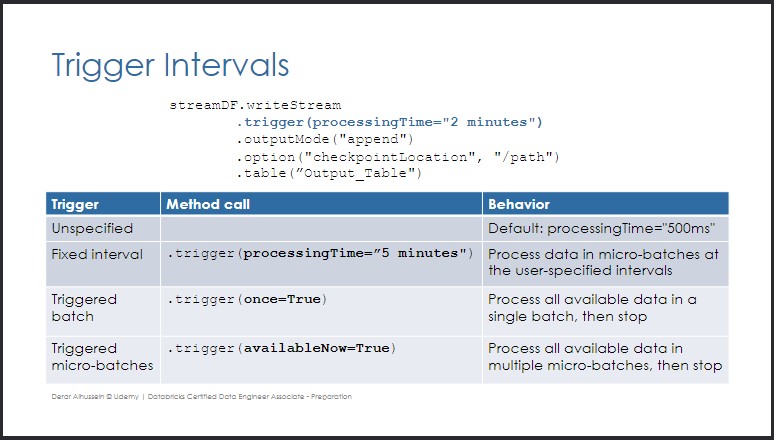 Trigger Intervals
streamDF.writeStream
.trigger(processingTime="2 minutes")
.outputMode("append")
.option("checkpointLocation", "/path")
.table(”Output_Table")
Trigger Method call Behavior
Unspecified Default: processingTime="500ms"
Fixed interval .trigger(processingTime=”5 minutes") Process data in micro-batches at
the user-specified intervals
Triggered .trigger(once=True) Process all available data in a
batch single batch, then stop
Triggered .trigger(availableNow=True) Process all available data in
micro-batches multiple micro-batches, then stop
Derar Alhussein © Udemy | Databricks Certified Data Engineer Associate - Preparation